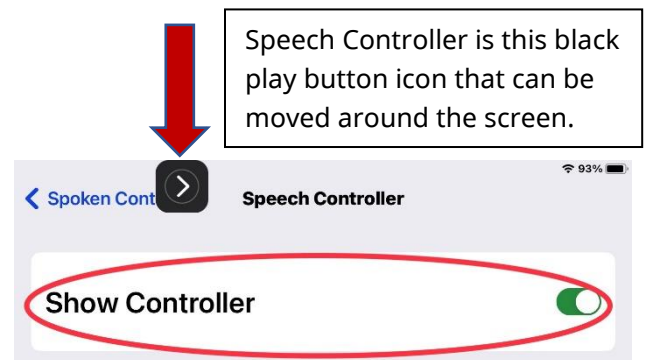 Speech Controller is this black
play button icon that can be
moved around the screen.
93%
Spoken Cont
Speech Controller
Show Controller